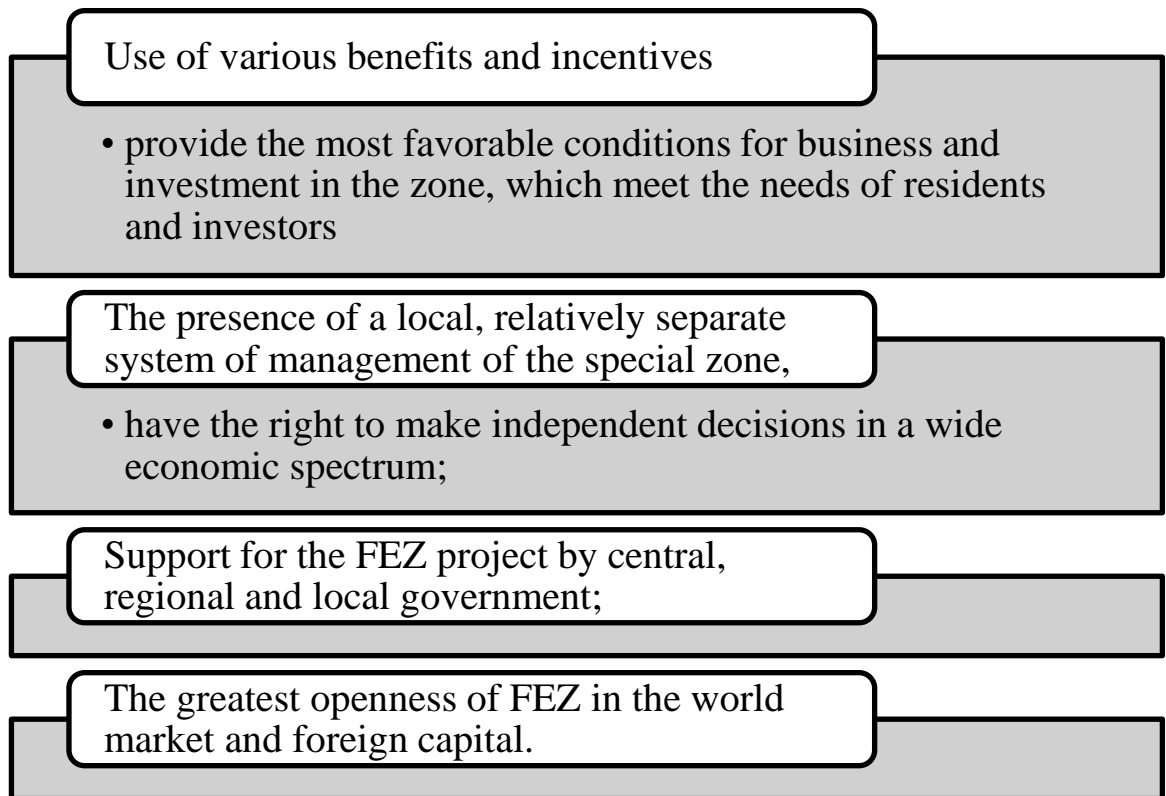 Use of various benefits and incentives
• provide the most favorable conditions for business and
investment in the zone, which meet the needs of residents
and investors
The presence of a local, relatively separate
system of management of the special zone,
• have the right to make independent decisions in a wide
economic spectrum;
Support for the FEZ project by central,
regional and local government;
The greatest openness of FEZ in the world
market and foreign capital.